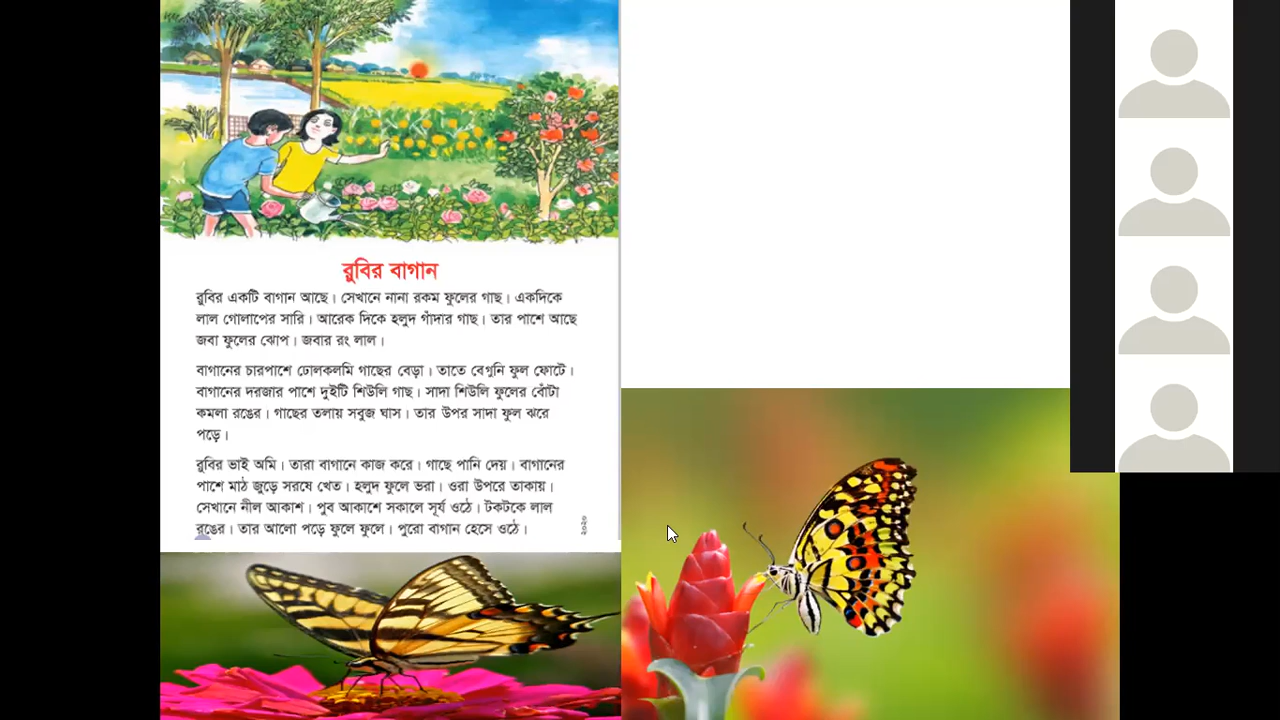 রুবির বাগান
রুবির একটি বাগান আছে। সেখানে নানা রকম ফুলের গাছ। একদিকে
লাল গোলাপের সারি। আরেক দিকে হলুদ গাঁদার গাছ। তার পাশে আছে
জবা ফুলের ঝোপ। জবার রং লাল।
বাগানের চারপাশে ঢোলকলমি গাছের বেড়া। তাতে বেগুনি ফুল ফোটে।
বাগানের দরজার পাশে দুইটি শিউলি গাছ। সাদা শিউলি ফুলের বোঁটা
কমলা রঙের। গাছের তলায় সবুজ ঘাস। তার উপর সাদা ফুল ঝরে
পড়ে।
রুবির ভাই অমি। তারা বাগানে কাজ করে। গাছে পানি দেয়। বাগানের
পাশে মাঠ জুড়ে সরষে খেত। হলুদ ফুলে ভরা। ওরা উপরে তাকায়।
সেখানে নীল আকাশ। পুব আকাশে সকালে সূর্য ওঠে। টকটকে লাল
রঙের। তার আলো পড়ে ফুলে ফুলে। পুরো বাগান হেসে ওঠে।
২০২০